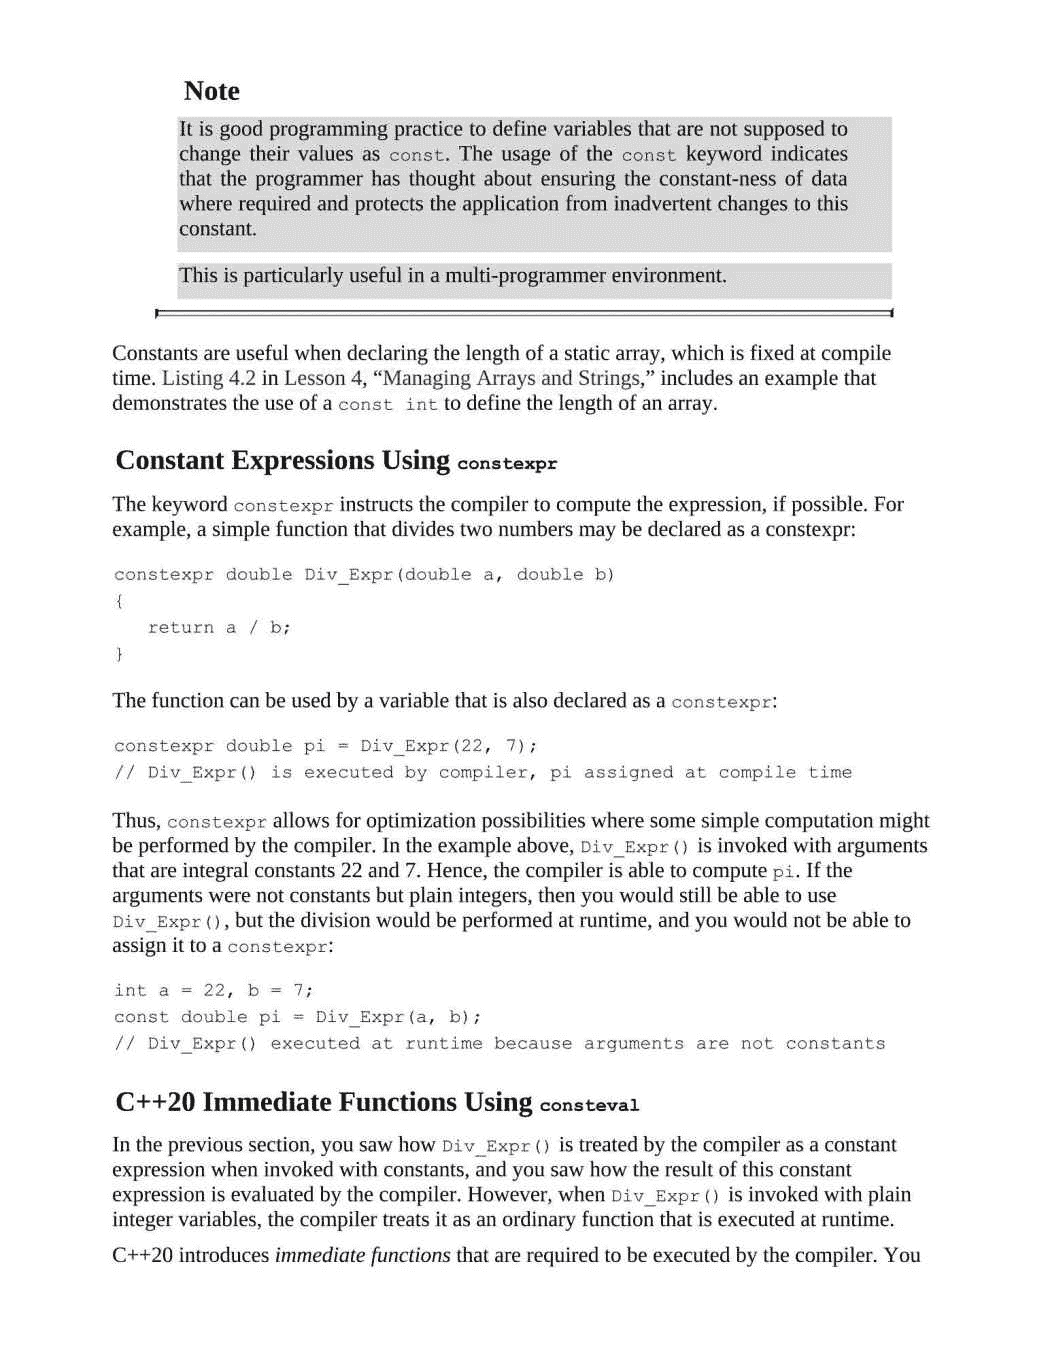 Note
It is good programming practice to define variables that are not supposed to
change their values as const. The usage of the const keyword indicates
that the programmer has thought about ensuring the constant-ness of data
where required and protects the application from inadvertent changes to this
constant.
This is particularly useful in a multi-programmer environment.
Constants are useful when declaring the length of a static array, which is fixed at compile
time. Listing 4.2 in Lesson 4, “Managing Arrays and Strings,” includes an example that
demonstrates the use of a const int to define the length of an array.
Constant Expressions Using constexpr
The keyword constexpr instructs the compiler to compute the expression, if possible. For
example, a simple function that divides two numbers may be declared as a constexpr:
constexpr double Div_Expr(double a, double b)
{
   return a / b;
}
The function can be used by a variable that is also declared as a constexpr:
constexpr double pi = Div_Expr(22, 7);
// Div_Expr() is executed by compiler, pi assigned at compile time
Thus, constexpr allows for optimization possibilities where some simple computation might
be performed by the compiler. In the example above, Div_Expr() is invoked with arguments
that are integral constants 22 and 7. Hence, the compiler is able to compute pi. If the
arguments were not constants but plain integers, then you would still be able to use
Div_Expr(), but the division would be performed at runtime, and you would not be able to
assign it to a constexpr:
int a = 22, b = 7;
const double pi = Div_Expr(a, b);
// Div_Expr() executed at runtime because arguments are not constants
C++20 Immediate Functions Using consteval
In the previous section, you saw how Div_Expr() is treated by the compiler as a constant
expression when invoked with constants, and you saw how the result of this constant
expression is evaluated by the compiler. However, when Div_Expr() is invoked with plain
integer variables, the compiler treats it as an ordinary function that is executed at runtime.
C++20 introduces immediate functions that are required to be executed by the compiler. You